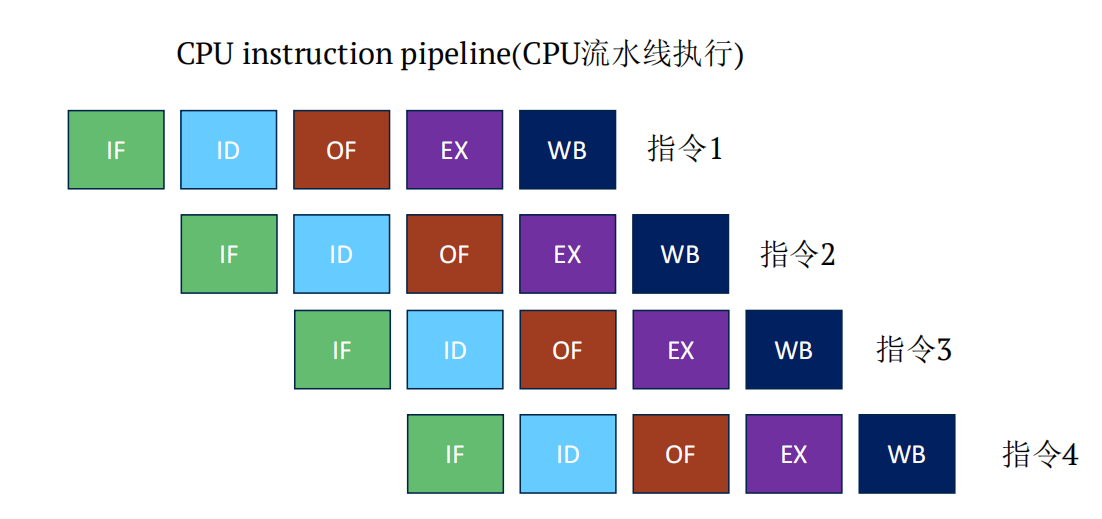 CPU instruction pipeline(CPU流水线执行)
IF ID OF EX WB 指令1
IF ID OF EX WB 指令2
IF ID OF EX WB 指令3
IF ID OF EX WB 指令4